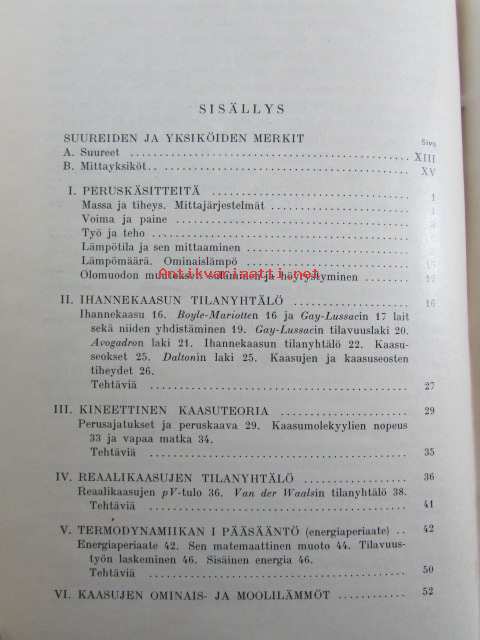 SISÄLLYS
SUUREIDEN JA YKSIKÖIDEN MERKIT
Sivu
A. Suureet XIII
B. Mittayksiköt XV
I. PERUSKÄSITTEITÄ 1
Massa ja tiheys. Mittajärjestelmät 1
Voima ja paine
Työ ja teho
Lämpötila ja sen mittaaminen
Lämpömäärä. Ominaislämpö
Olomuodon muutokset: sulaminen ja höyrystyminen
Antikvariaatti.net
II. IHANNEKAASUN TILANYHTÄLÖ 16
Ihannekaasu 16. Boyle-Mariotten 16 ja Gay-Lussacin 17 lait
sekä niiden yhdistäminen 19. Gay-Lussacin tilavuuslaki 20.
Avogadron laki 21. Ihannekaasun tilanyhtälö 22. Kaasu-
seokset 25. Daltonin laki 25. Kaasujen ja kaasuseosten
tiheydet 26.
Tehtäviä 27
III. KINEETTINEN KAASUTEORIA 29
Perusajatukset ja peruskaava 29. Kaasumolekyylien nopeus
33 ja vapaa matka 34.
Tehtäviä 35
IV. REAALIKAASUJEN TILANYHTÄLÖ 36
Reaalikaasujen pV-tulo 36. Van der Waalsin tilanyhtälö 38.
Tehtäviä 41
V. TERMODYNAMIIKAN I PÄÄSÄÄNTÖ (energiaperiaate) 42
Energiaperiaate 42. Sen matemaattinen muoto 44. Tilavuus-
työn laskeminen 46. Sisäinen energia 46.
Tehtäviä 50
VI. KAASUJEN OMINAIS- JA MOOLILÄMMÖT 52